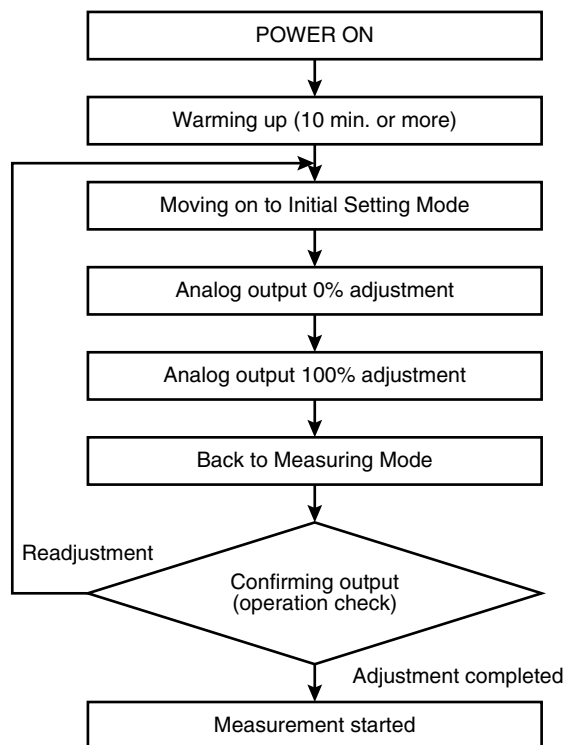 POWER ON
Warming up (10 min. or more)
Moving on to Initial Setting Mode
Analog output 0% adjustment
Analog output 100% adjustment
Back to Measuring Mode
Readjustment
Confirming output
(operation check)
Adjustment completed
Measurement started